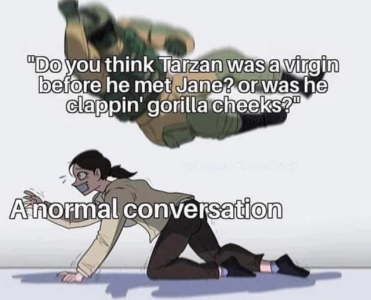 "Do you think Tarzan was a virgin
before he met Jane? or was he
clappin' gorilla cheeks?"
A normal conversation